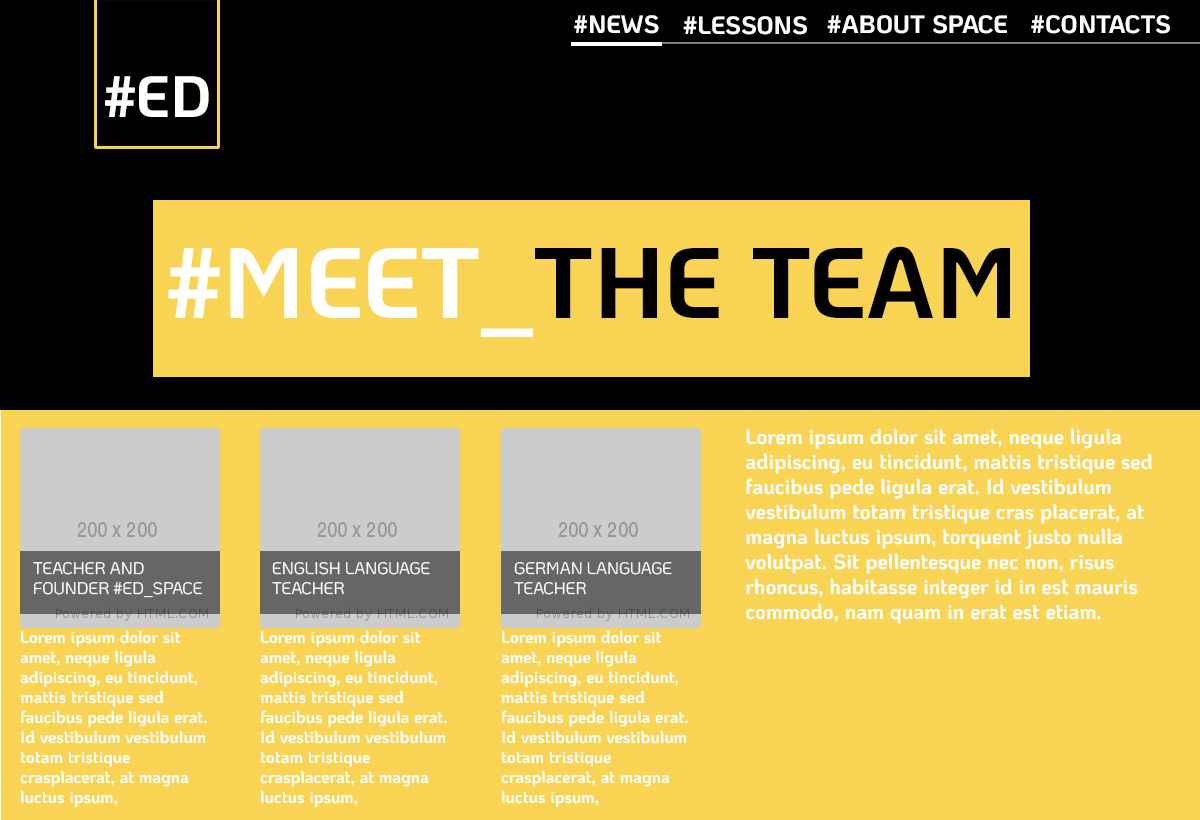 #NEWS #LESSONS #ABOUT SPACE #CONTACTS
#ED
#MEET_THE TEAM
200 x 200
TEACHER AND
FOUNDER #ED_SPACE
Powered by HTML.COM
Lorem ipsum dolor sit
amet, neque ligula
adipiscing, eu tincidunt,
mattis tristique sed
faucibus pede ligula erat.
Id vestibulum vestibulum
totam tristique
crasplacerat, at magna
luctus ipsum,
200 x 200
ENGLISH LANGUAGE
TEACHER
Powered by HTML.COM
Lorem ipsum dolor sit
amet, neque ligula
adipiscing, eu tincidunt,
mattis tristique sed
faucibus pede ligula erat.
Id vestibulum vestibulum
totam tristique
crasplacerat, at magna
luctus ipsum,
200 x 200
GERMAN LANGUAGE
TEACHER
Powered by HTML.COM
Lorem ipsum dolor sit
amet, neque ligula
adipiscing, eu tincidunt,
mattis tristique sed
faucibus pede ligula erat.
Id vestibulum vestibulum
totam tristique
crasplacerat, at magna
luctus ipsum,
Lorem ipsum dolor sit amet, neque ligula
adipiscing, eu tincidunt, mattis tristique sed
faucibus pede ligula erat. Id vestibulum
vestibulum totam tristique cras placerat, at
magna luctus ipsum, torquent justo nulla
volutpat. Sit pellentesque nec non, risus
rhoncus, habitasse integer id in est mauris
commodo, nam quam in erat est etiam.